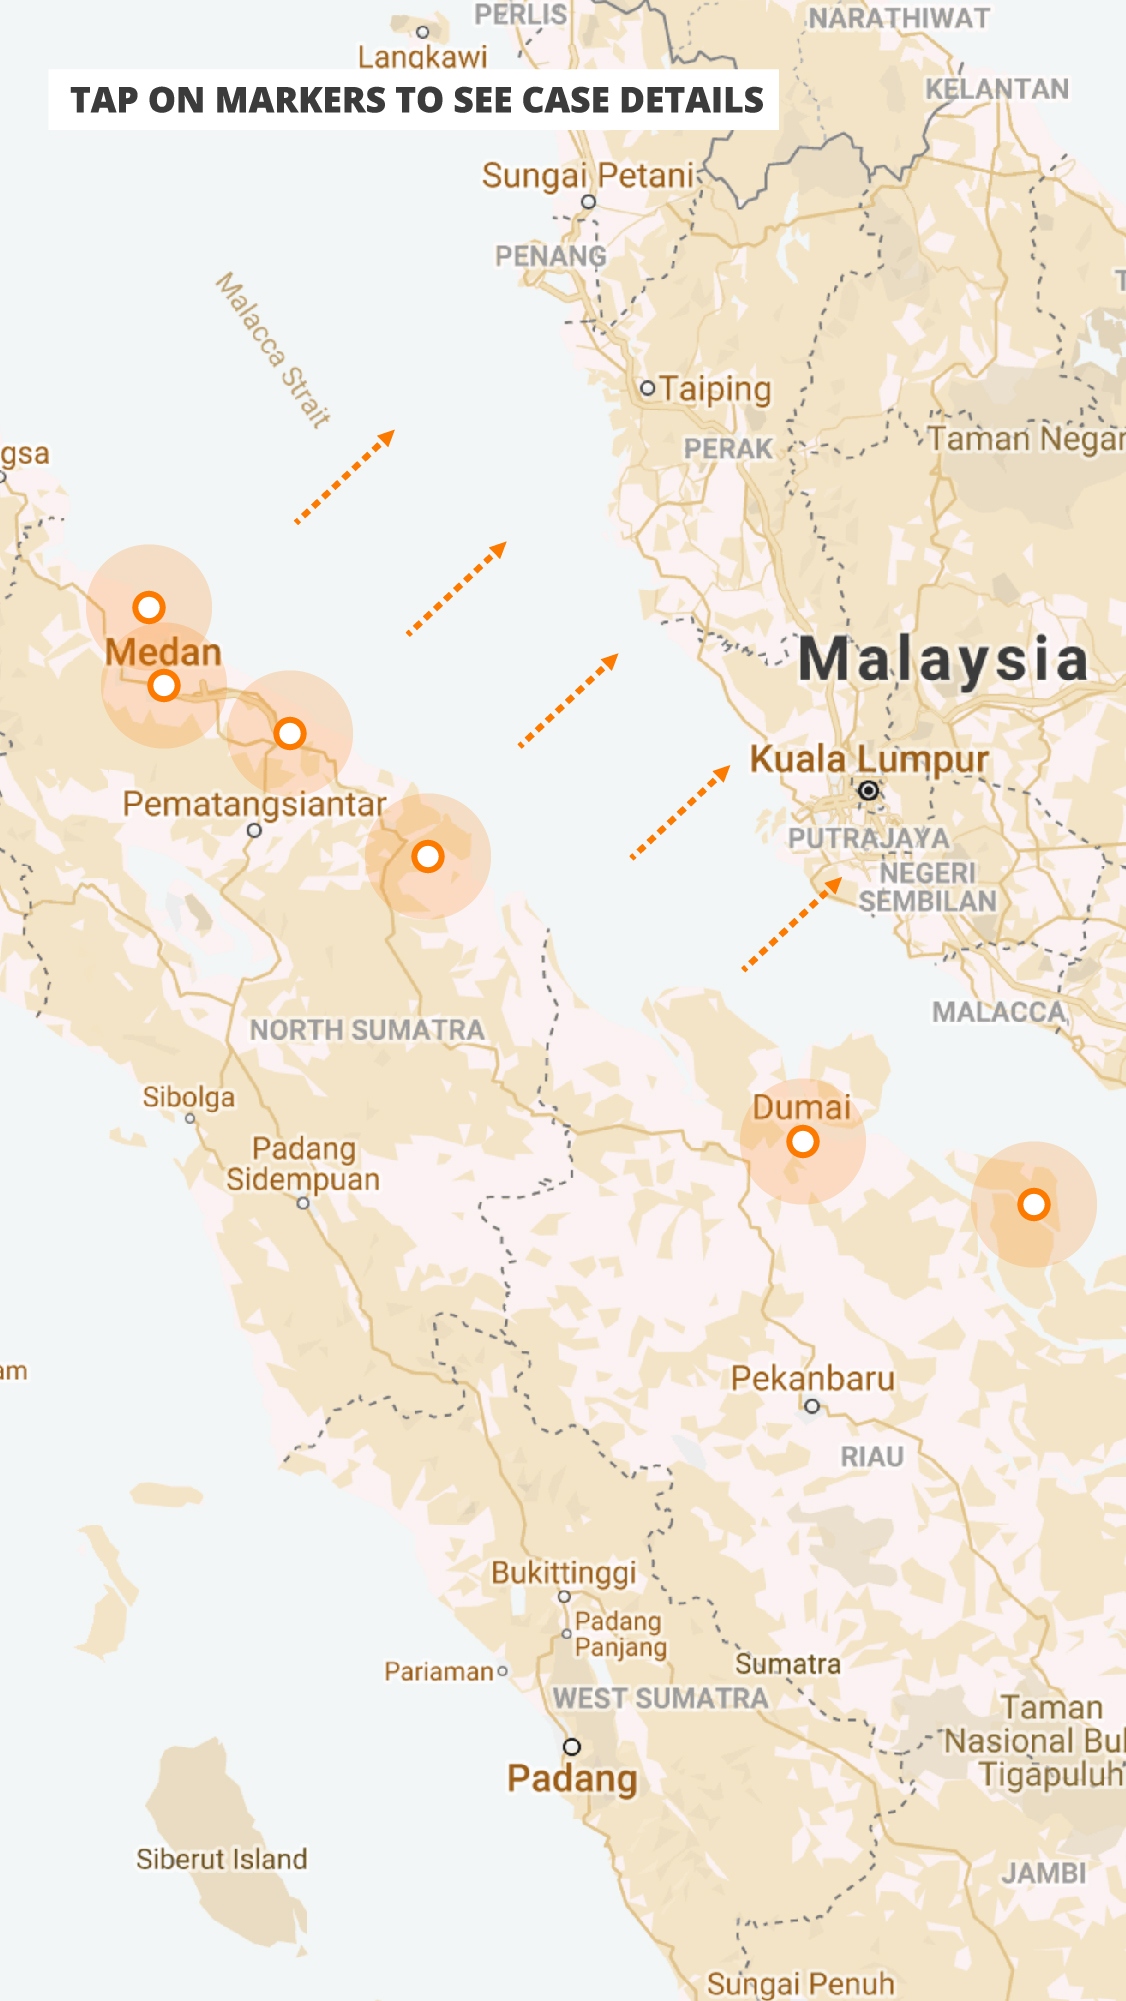 PERLIS
NARATHIWAT
Langkawi
KELANTAN
TAP ON MARKERS TO SEE CASE DETAILS
Sungai Petani
PENANG
T
Malacca Strait
Taiping
PERAK
Taman Negar
gsa
Medan
Malaysia
Kuala Lumpur
Pematangsiantar
PUTRAJAYA
NEGERI
SEMBILAN
MALACCA
NORTH SUMATRA
Sibolga
Dumai
Padang
Sidempuan
am
Pekanbaru
RIAU
Bukittinggi
Padang
Panjang
Pariaman
Sumatra
WEST SUMATRA
Taman
Nasional Bul
Tigapuluh
Padang
Siberut Island
JAMBI
Sungai Penuh